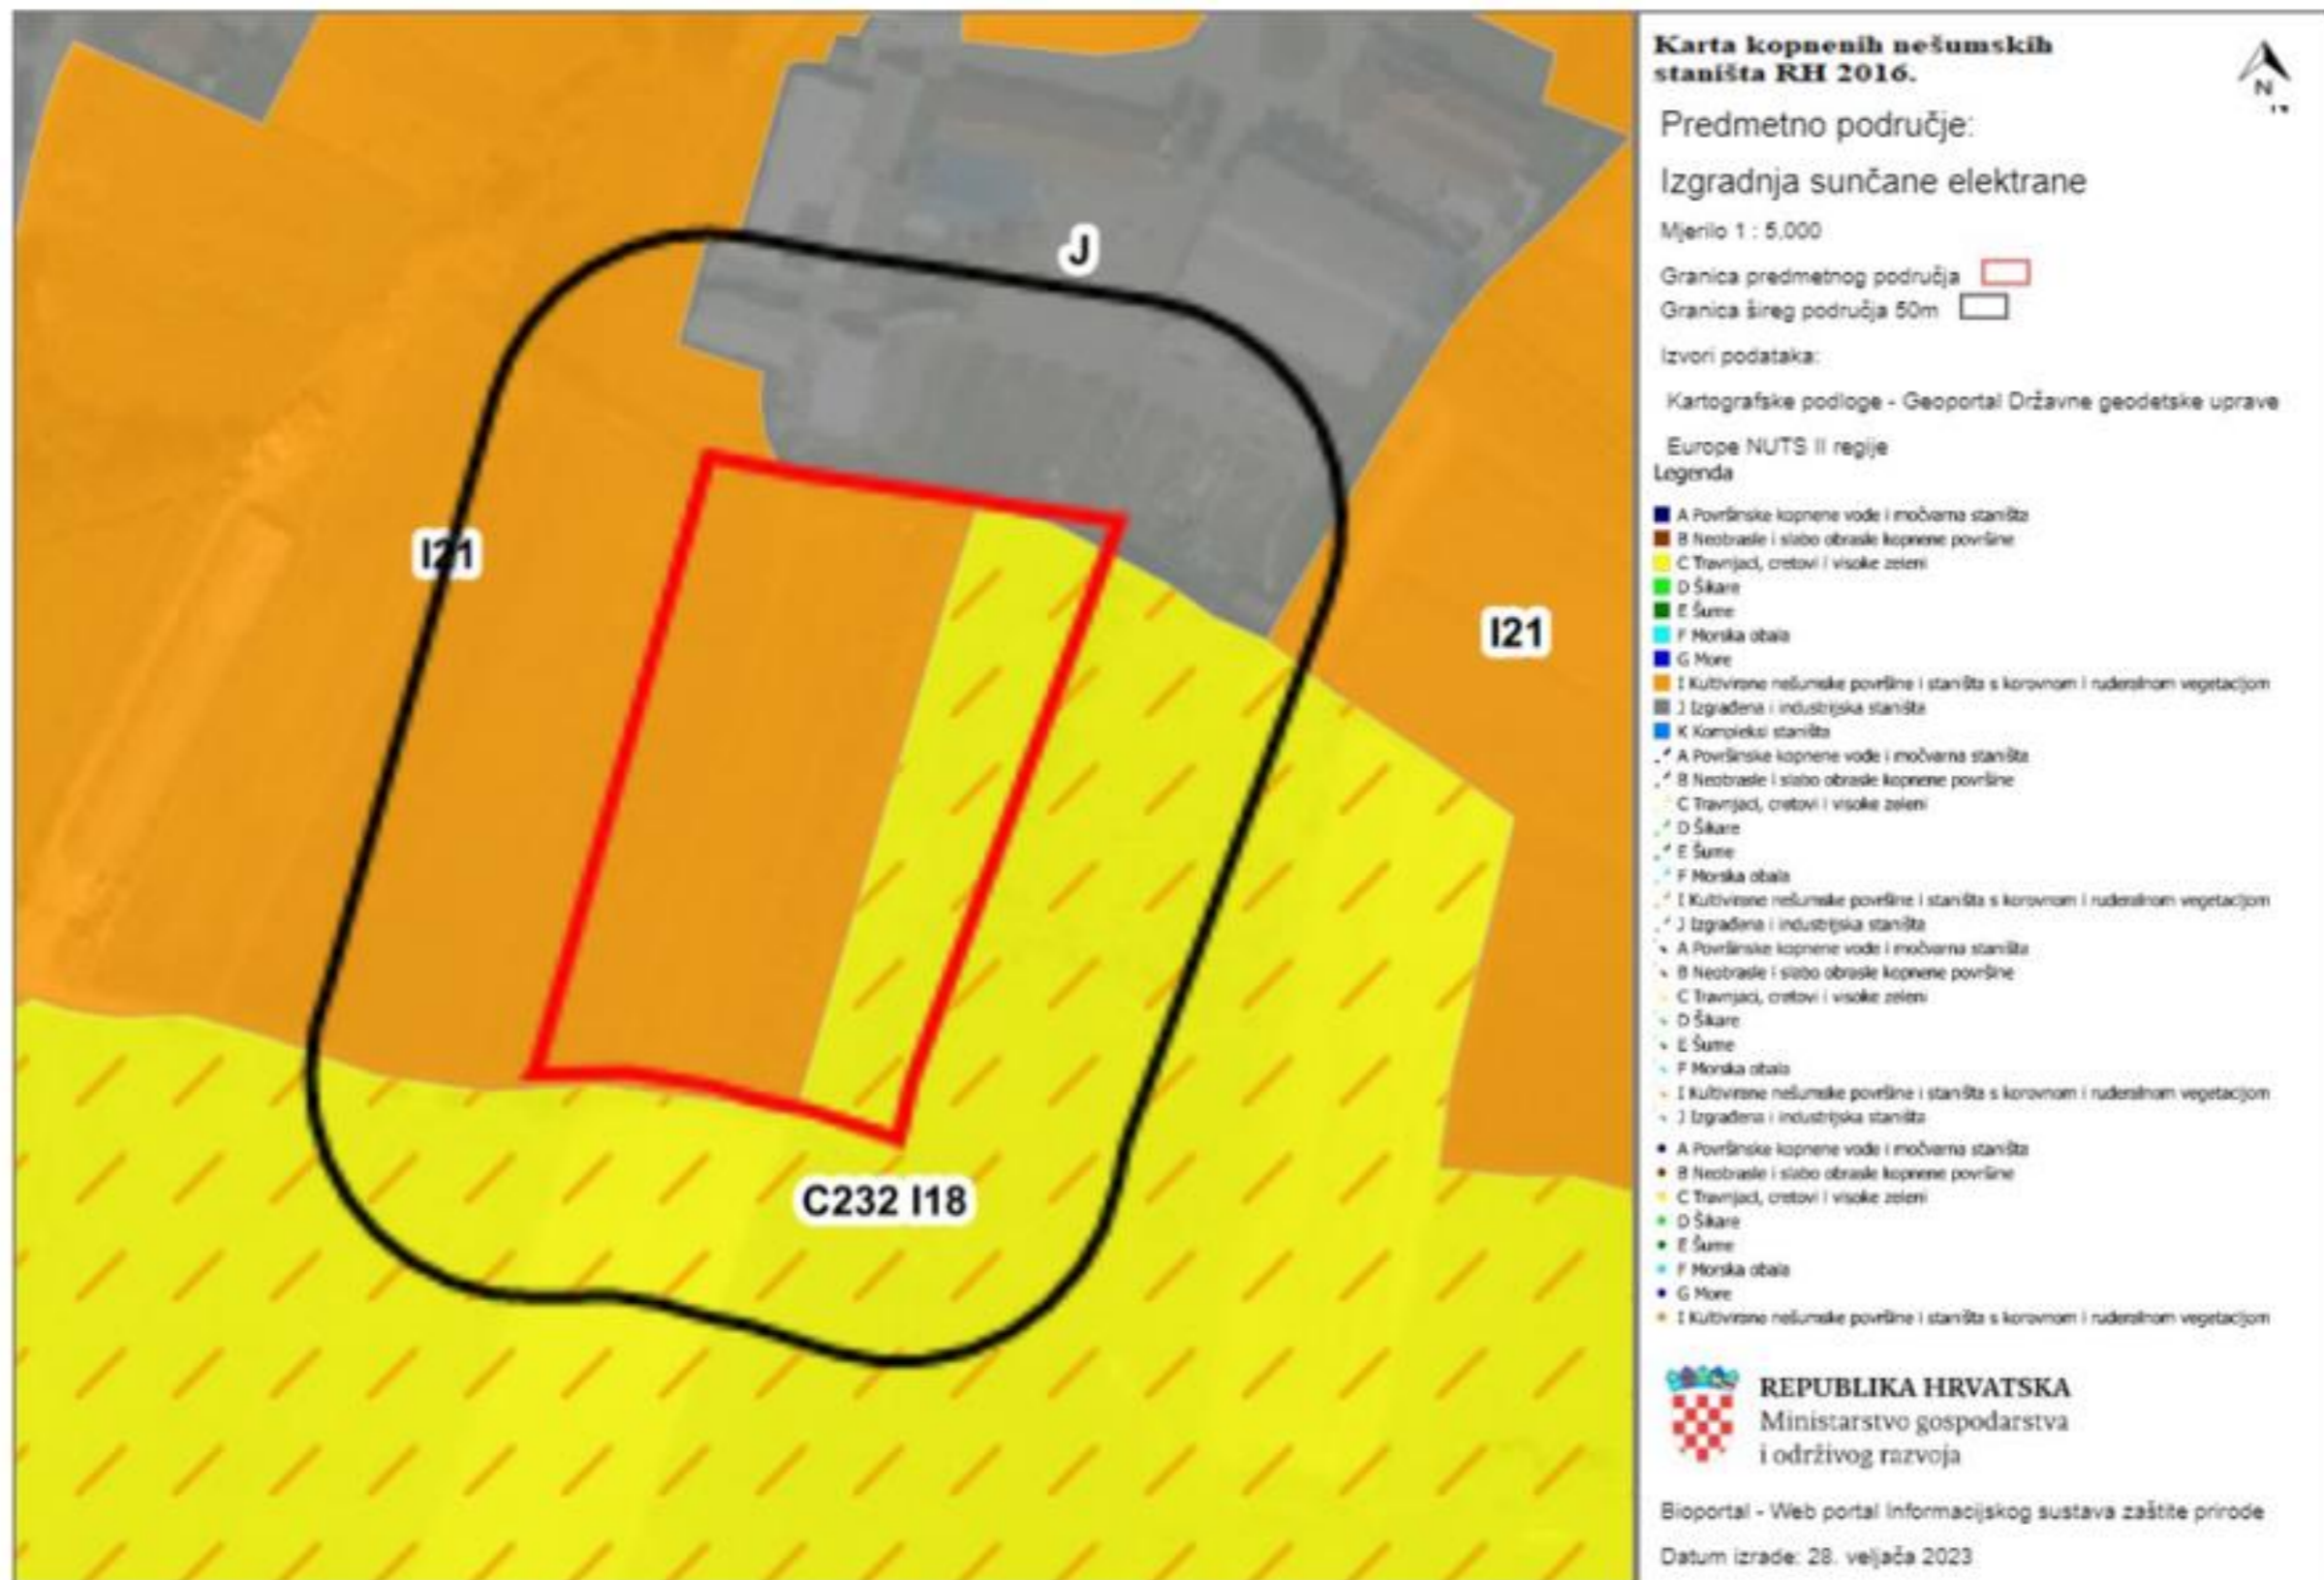 J
I21
I21
C232 I18
Karta kopnenih nešumskih
staništa RH 2016.
N
Predmetno područje:
Izgradnja sunčane elektrane
Mjerilo 1 : 5,000
Granica predmetnog područja
Granica šireg područja 50m
Izvori podataka:
Kartografske podloge - Geoportal Državne geodetske uprave
Europe NUTS II regije
Legenda
A Površinske kopnene vode i močvarna staništa
B Neobrasle i slabo obrasle kopnene površine
C Travnjaci, cretovi i visoke zeleni
D Šikare
E Šume
F Morska obala
G More
I Kultivirane nešumske površine i staništa s korovnom i ruderalnom vegetacijom
J Izgrađena i industrijska staništa
K Kompleksi staništa
A Površinske kopnene vode i močvarna staništa
B Neobrasle i slabo obrasle kopnene površine
C Travnjaci, cretovi i visoke zeleni
D Šikare
E Šume
F Morska obala
I Kultivirane nešumske površine i staništa s korovnom i ruderalnom vegetacijom
J Izgrađena i industrijska staništa
A Površinske kopnene vode i močvarna staništa
B Neobrasle i slabo obrasle kopnene površine
C Travnjaci, cretovi i visoke zeleni
D Šikare
E Šume
F Morska obala
I Kultivirane nešumske površine i staništa s korovnom i ruderalnom vegetacijom
J Izgrađena i industrijska staništa
A Površinske kopnene vode i močvarna staništa
B Neobrasle i slabo obrasle kopnene površine
C Travnjaci, cretovi i visoke zeleni
D Šikare
E Šume
F Morska obala
G More
I Kultivirane nešumske površine i staništa s korovnom i ruderalnom vegetacijom
REPUBLIKA HRVATSKA
Ministarstvo gospodarstva
i održivog razvoja
Bioportal - Web portal Informacijskog sustava zaštite prirode
Datum izrade: 28. veljača 2023